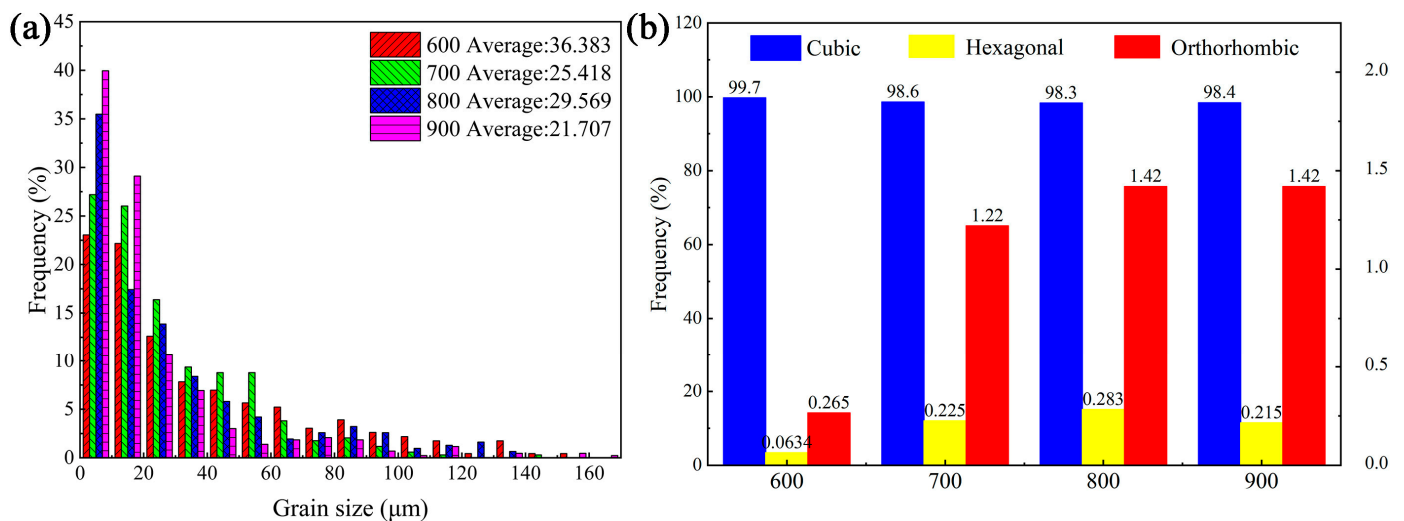 (a)
45
40
35
30
25
20
15
10
5
0
Frequency (%)
600 Average:36.383
700 Average:25.418
800 Average:29.569
900 Average:21.707
0 20 40 60 80 100 120 140 160
Grain size (μm)
(b)
120
100
80
60
40
20
0
Frequency (%)
Cubic Hexagonal Orthorhombic
99.7 98.6 98.3 98.4
0.0634 0.265 0.225 1.22 0.283 1.42 0.215 1.42
2.0
1.5
1.0
0.5
0.0
600 700 800 900